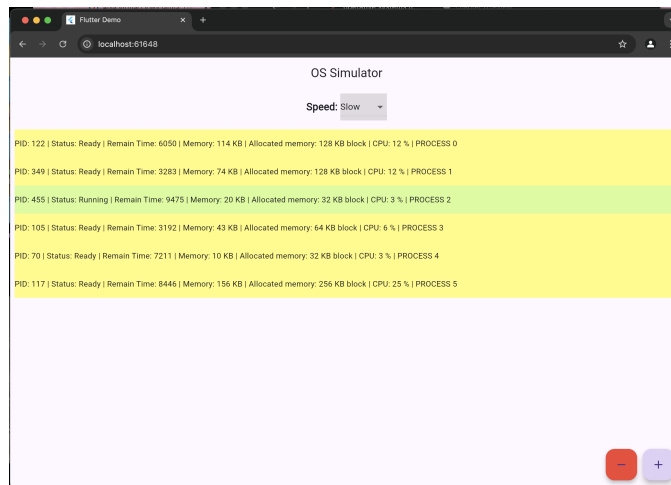 Flutter Demo
localhost:61648
OS Simulator
Speed: Slow
PID: 122 | Status: Ready | Remain Time: 6050 | Memory: 114 KB | Allocated memory: 128 KB block | CPU: 12 % | PROCESS 0
PID: 349 | Status: Ready | Remain Time: 3283 | Memory: 74 KB | Allocated memory: 128 KB block | CPU: 12 % | PROCESS 1
PID: 455 | Status: Running | Remain Time: 9475 | Memory: 20 KB | Allocated memory: 32 KB block | CPU: 3 % | PROCESS 2
PID: 105 | Status: Ready | Remain Time: 3192 | Memory: 43 KB | Allocated memory: 64 KB block | CPU: 6 % | PROCESS 3
PID: 70 | Status: Ready | Remain Time: 7211 | Memory: 10 KB | Allocated memory: 32 KB block | CPU: 3 % | PROCESS 4
PID: 117 | Status: Ready | Remain Time: 8446 | Memory: 156 KB | Allocated memory: 256 KB block | CPU: 25 % | PROCESS 5